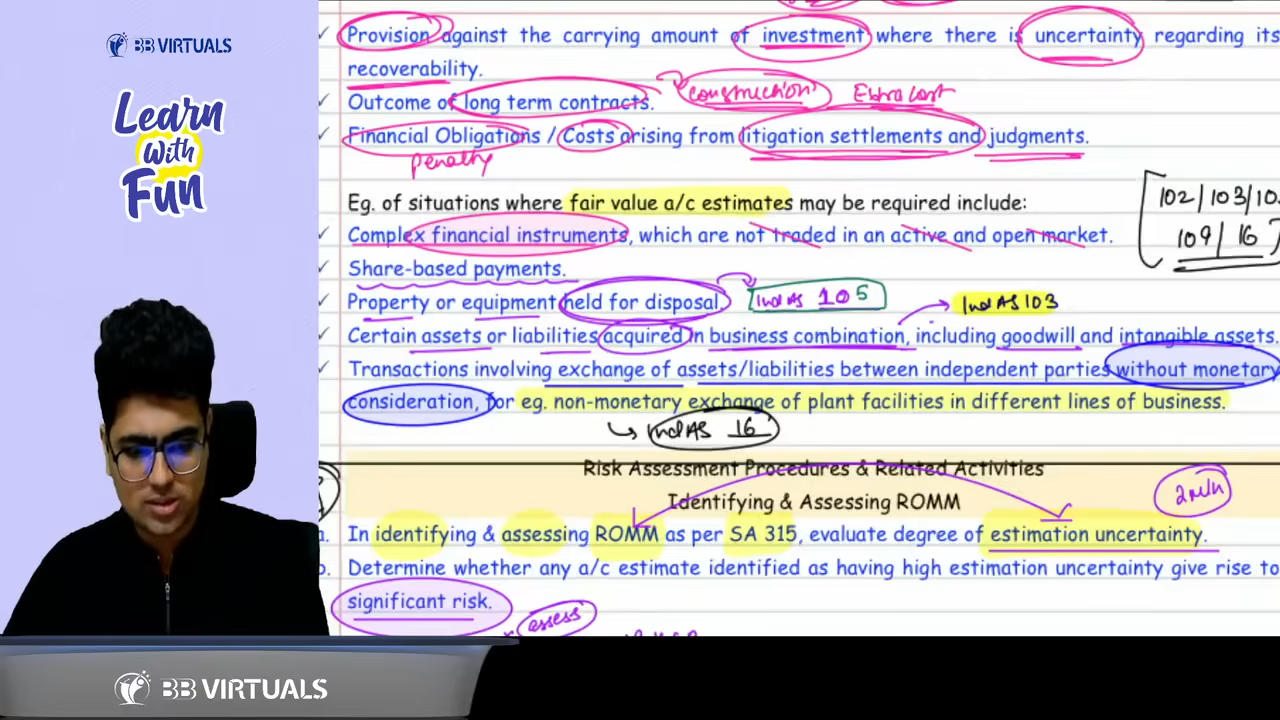 BB VIRTUALS
Learn
With
Fun
✓ Provision against the carrying amount of investment where there is uncertainty regarding its
recoverability.
✓ Outcome of long term contracts. construction Extra cost
✓ Financial Obligations / Costs arising from litigation settlements and judgments.
Penalty
Eg. of situations where fair value a/c estimates may be required include:
102/103/10
109/16
✓ Complex financial instruments, which are not traded in an active and open market.
✓ Share-based payments.
✓ Property or equipment held for disposal. Ind AS 105
Ind AS 103
✓ Certain assets or liabilities acquired in business combination, including goodwill and intangible assets.
✓ Transactions involving exchange of assets/liabilities between independent parties without monetary
consideration, for eg. non-monetary exchange of plant facilities in different lines of business.
Ind AS 16
Risk Assessment Procedures & Related Activities
Identifying & Assessing ROMM
In identifying & assessing ROMM as per SA 315, evaluate degree of estimation uncertainty.
Determine whether any a/c estimate identified as having high estimation uncertainty give rise to
significant risk.
assess
BB VIRTUALS